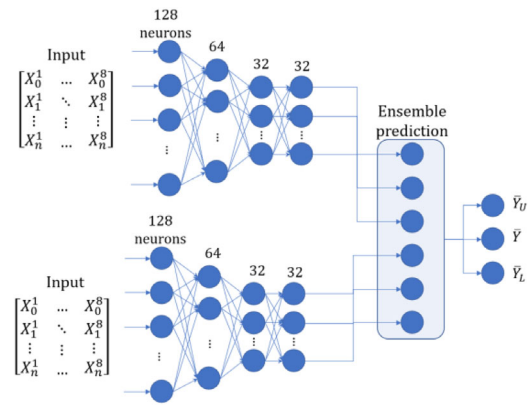 128
neurons
64
32 32
Input
X_0^1 … X_0^8
X_1^1 ⋱ X_1^8
⋮ ⋮ ⋮
X_n^1 … X_n^8
⋮
⋮
⋮ ⋮
Ensemble
prediction
Ȳ_U
Ȳ
Ȳ_L
128
neurons
64
32 32
Input
X_0^1 … X_0^8
X_1^1 ⋱ X_1^8
⋮ ⋮ ⋮
X_n^1 … X_n^8
⋮
⋮
⋮ ⋮